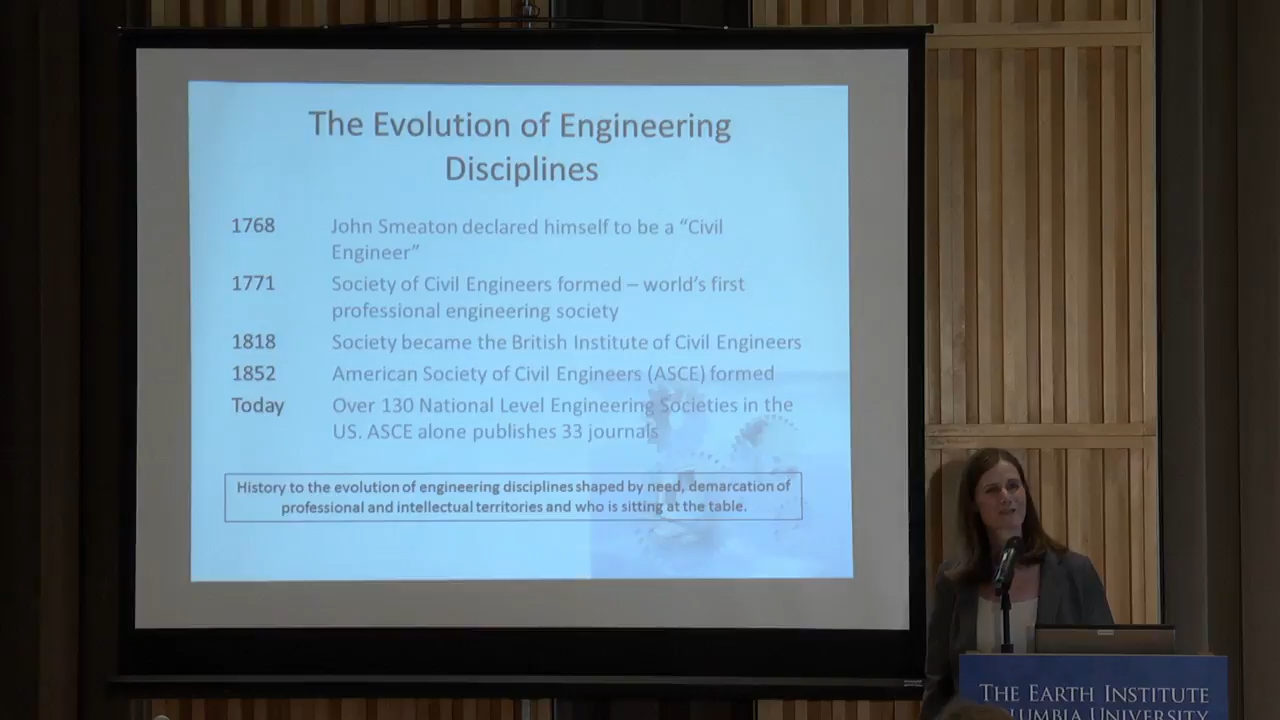 The Evolution of Engineering
Disciplines
1768 John Smeaton declared himself to be a “Civil
Engineer”
1771 Society of Civil Engineers formed – world’s first
professional engineering society
1818 Society became the British Institute of Civil Engineers
1852 American Society of Civil Engineers (ASCE) formed
Today Over 130 National Level Engineering Societies in the
US. ASCE alone publishes 33 journals
History to the evolution of engineering disciplines shaped by need, demarcation of
professional and intellectual territories and who is sitting at the table.
THE EARTH INSTITUTE
COLUMBIA UNIVERSITY